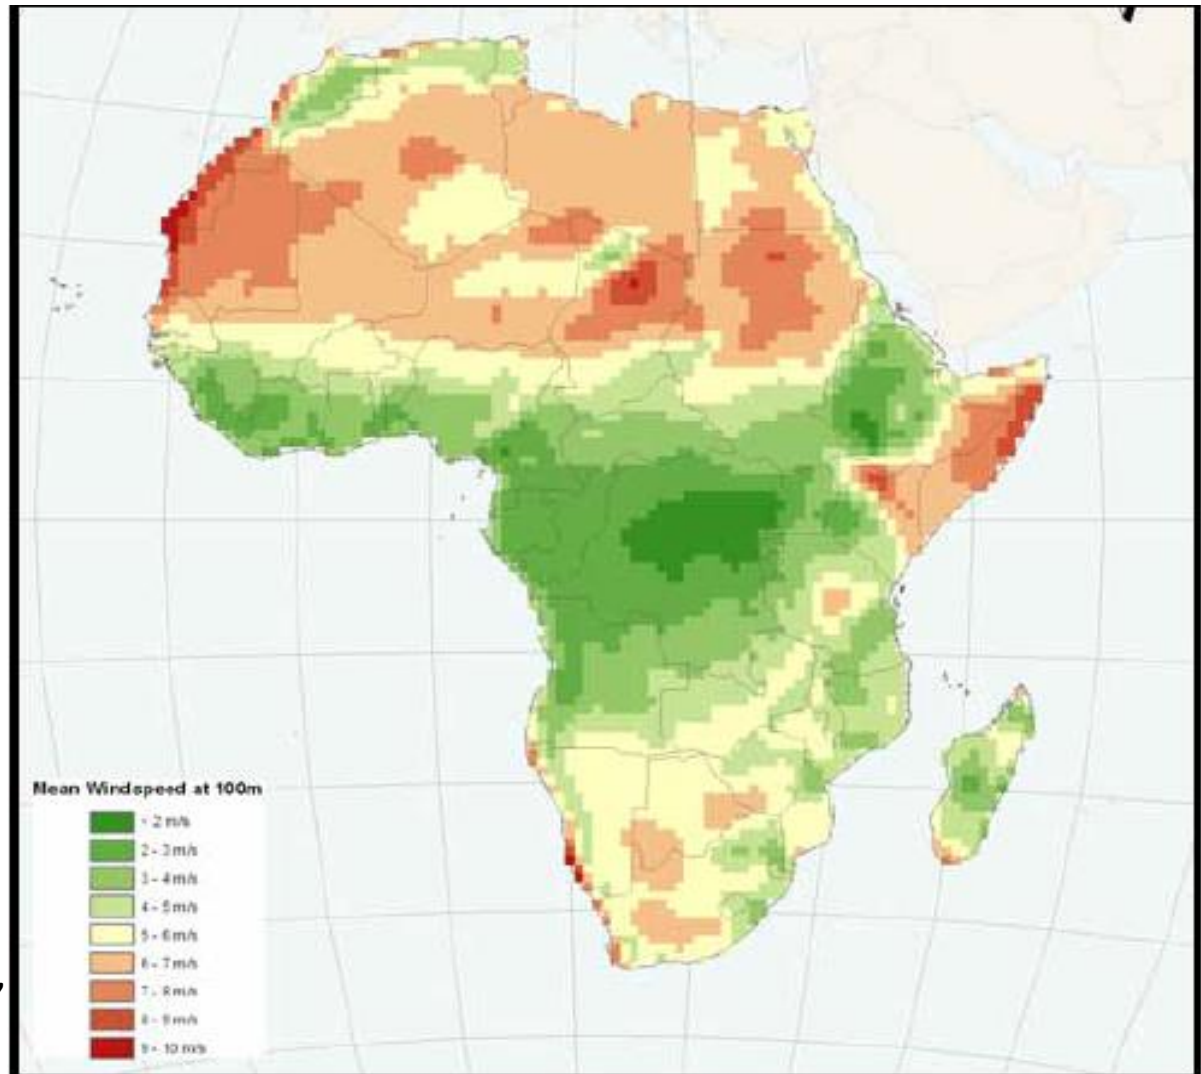 Mean Windspeed at 100m
< 2 m/s
2 - 3 m/s
3 - 4 m/s
4 - 5 m/s
5 - 6 m/s
6 - 7 m/s
7 - 8 m/s
8 - 9 m/s
9 - 10 m/s